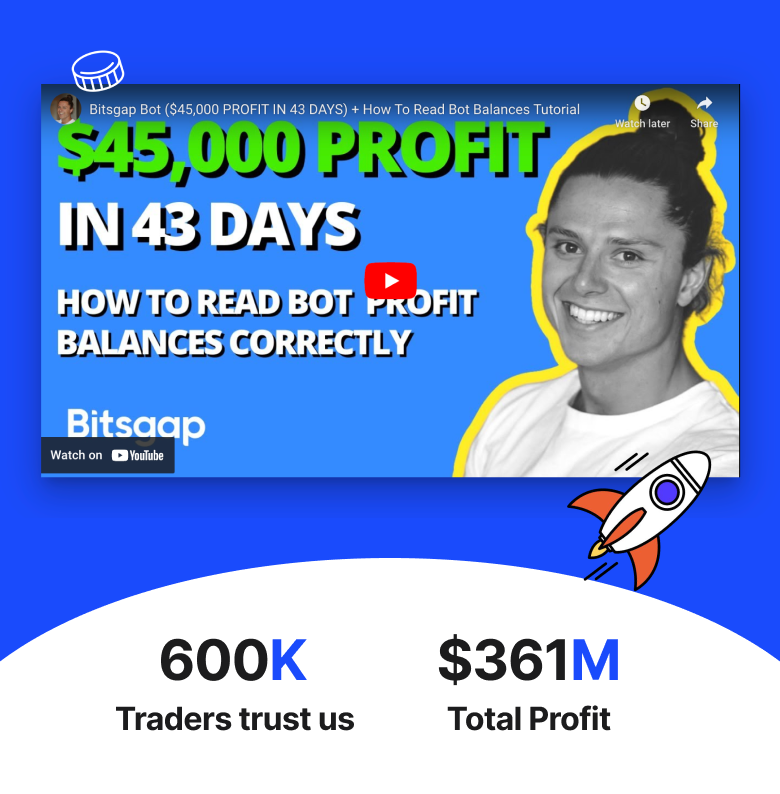 Bitsgap Bot ($45,000 PROFIT IN 43 DAYS) + How To Read Bot Balances Tutorial
Watch later
Share
$45,000 PROFIT
IN 43 DAYS
HOW TO READ BOT PROFIT
BALANCES CORRECTLY
Bitsgap
Watch on YouTube
600K
$361M
Traders trust us
Total Profit